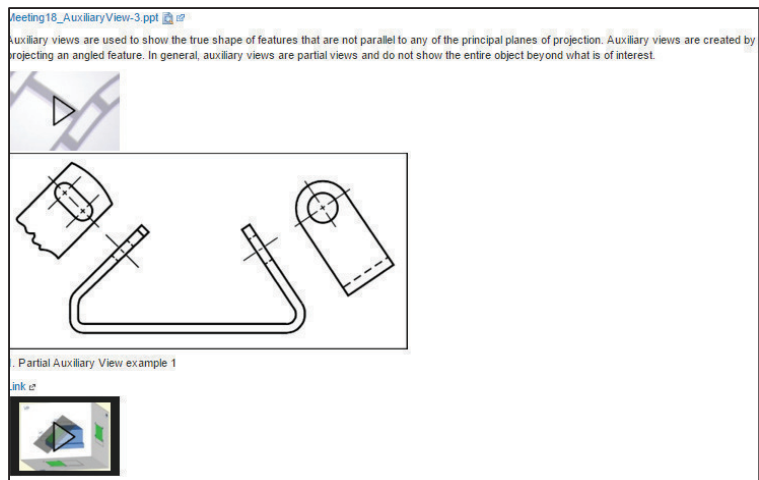 Meeting18_AuxiliaryView-3.ppt
Auxiliary views are used to show the true shape of features that are not parallel to any of the principal planes of projection. Auxiliary views are created by
projecting an angled feature. In general, auxiliary views are partial views and do not show the entire object beyond what is of interest.
1. Partial Auxiliary View example 1
Link